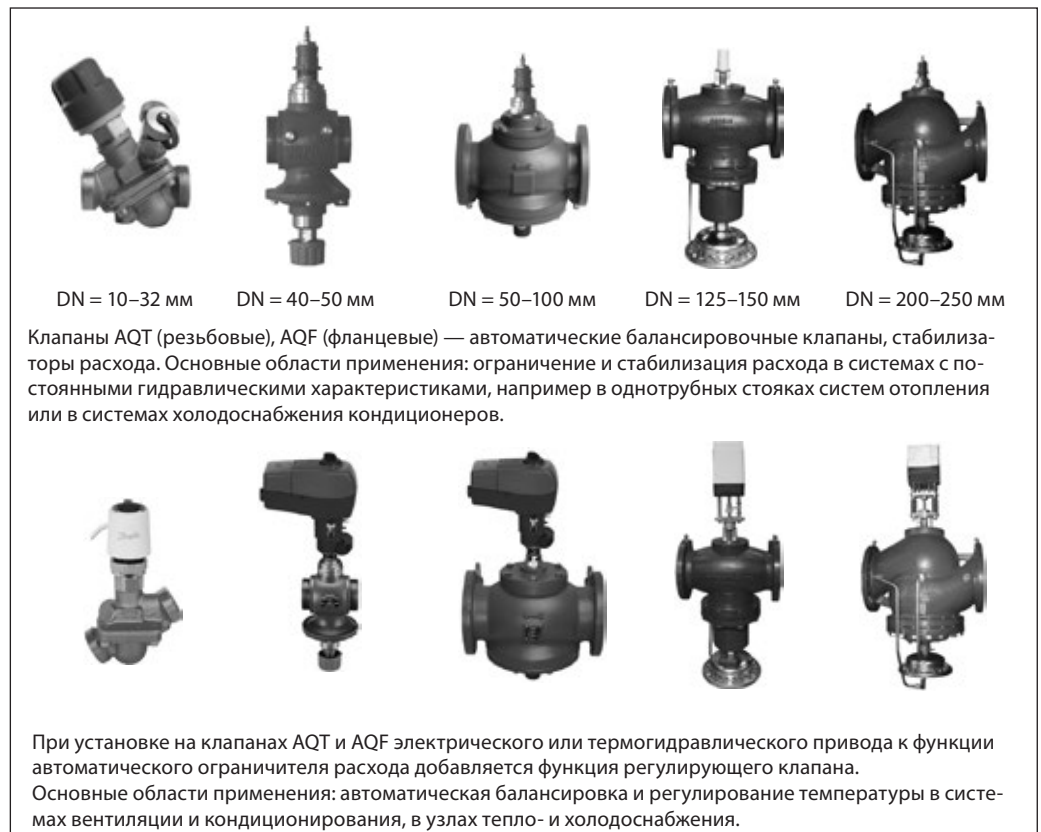 DN = 10–32 мм DN = 40–50 мм DN = 50–100 мм DN = 125–150 мм DN = 200–250 мм
Клапаны AQT (резьбовые), AQF (фланцевые) — автоматические балансировочные клапаны, стабилиза-
торы расхода. Основные области применения: ограничение и стабилизация расхода в системах с по-
стоянными гидравлическими характеристиками, например в однотрубных стояках систем отопления
или в системах холодоснабжения кондиционеров.
Danfoss
При установке на клапанах AQT и AQF электрического или термогидравлического привода к функции
автоматического ограничителя расхода добавляется функция регулирующего клапана.
Основные области применения: автоматическая балансировка и регулирование температуры в систе-
мах вентиляции и кондиционирования, в узлах тепло- и холодоснабжения.